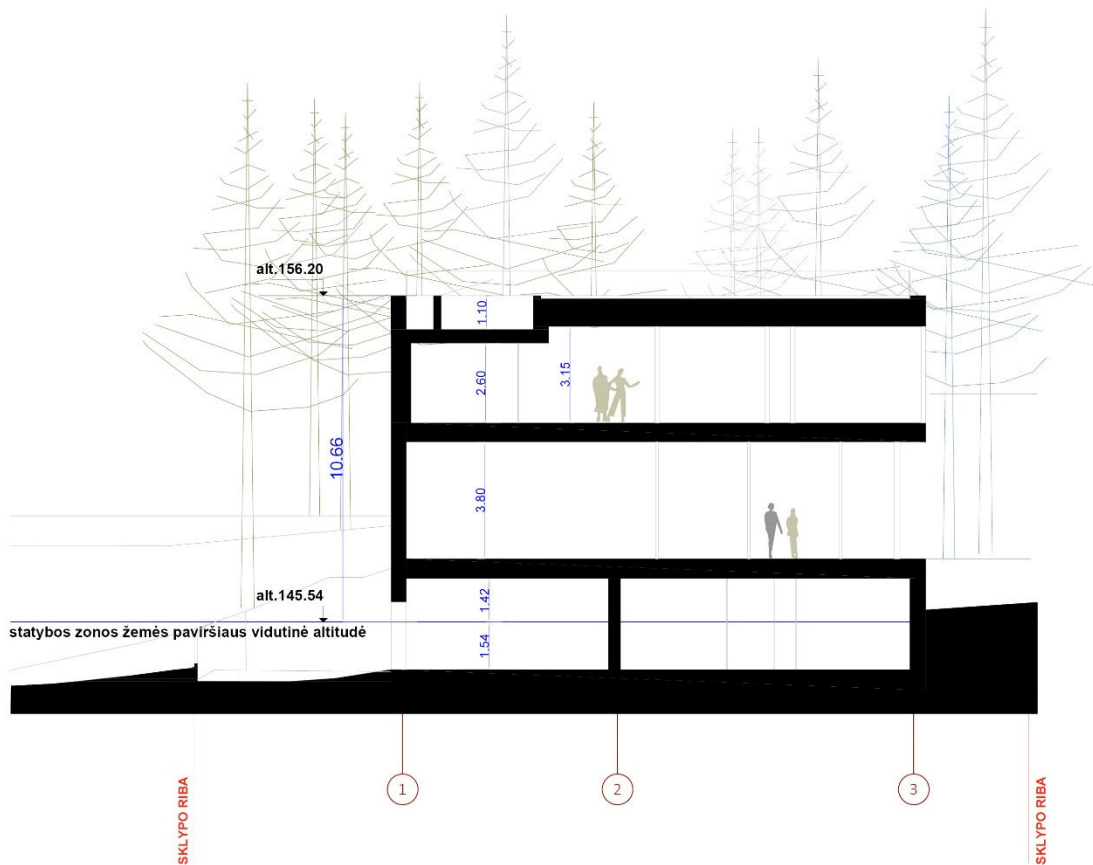 alt.156.20
1.10
2.60
3.15
10.66
3.80
alt.145.54
1.42
statybos zonos žemės paviršiaus vidutinė altitudė
1.54
1
2
3
SKLYPO RIBA
SKLYPO RIBA